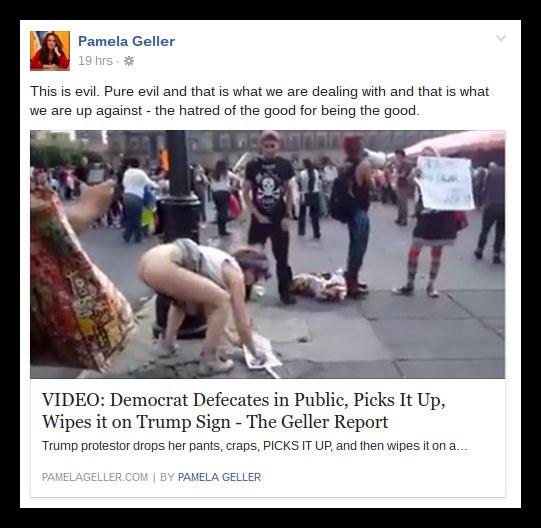 Pamela Geller
19 hrs ·
This is evil. Pure evil and that is what we are dealing with and that is what
we are up against - the hatred of the good for being the good.
VIDEO: Democrat Defecates in Public, Picks It Up,
Wipes it on Trump Sign - The Geller Report
Trump protestor drops her pants, craps, PICKS IT UP, and then wipes it on a...
PAMELAGELLER.COM | BY PAMELA GELLER